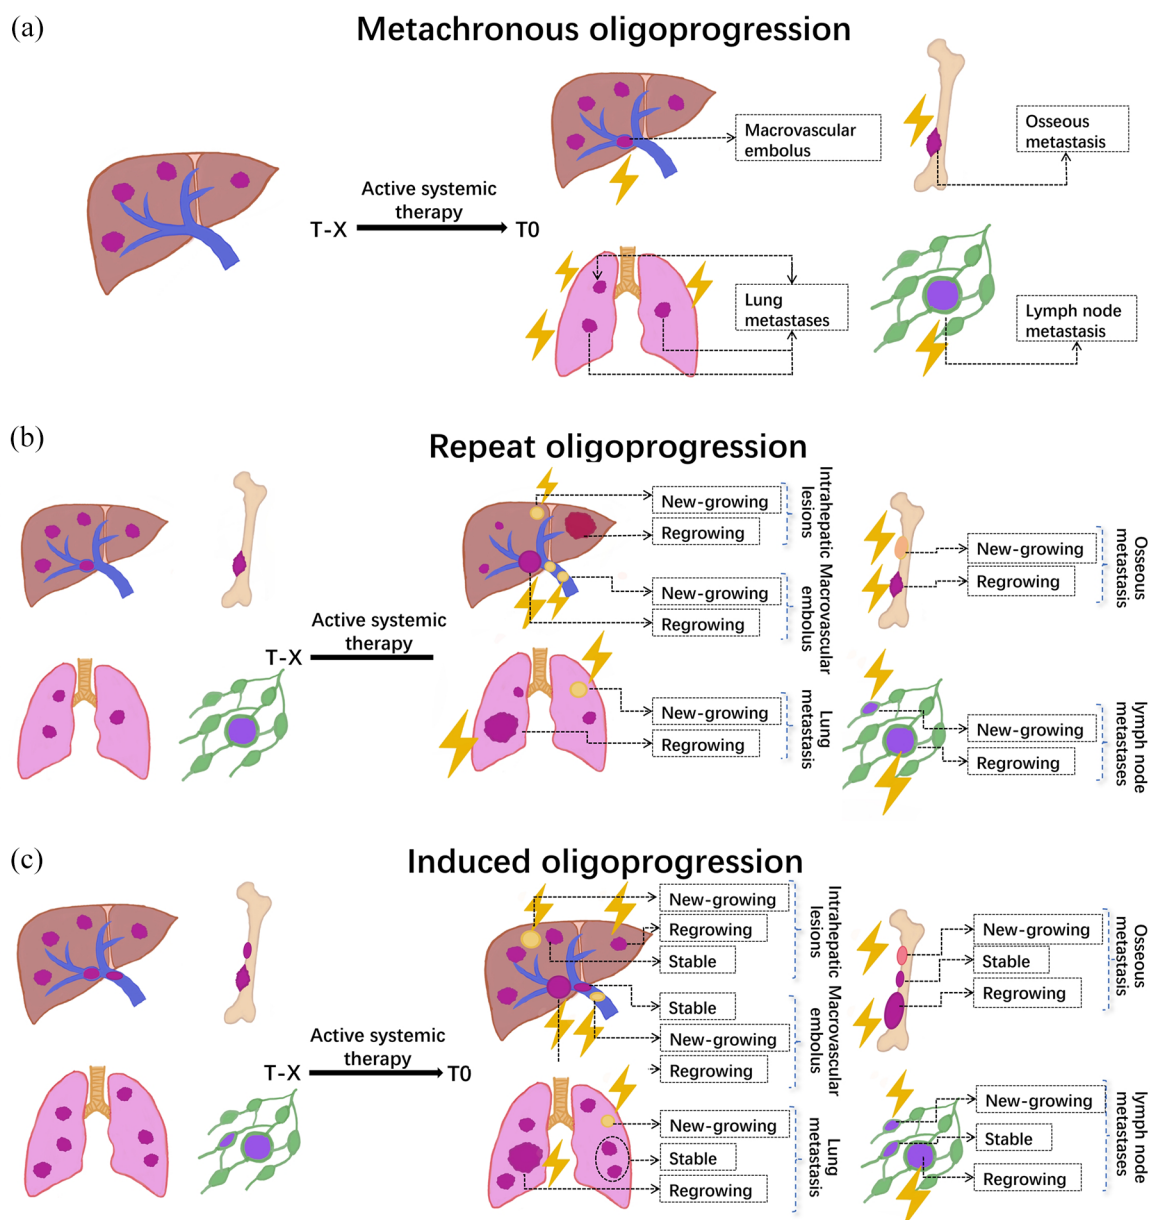 (a)
Metachronous oligoprogression
Macrovascular
embolus
Osseous
metastasis
Active systemic
therapy
T-X
T0
Lung
metastases
Lymph node
metastasis
(b)
Repeat oligoprogression
New-growing
Regrowing
Intrahepatic
lesions
New-growing
Regrowing
Macrovascular
embolus
New-growing
Regrowing
Osseous
metastasis
Active systemic
therapy
T-X
New-growing
Regrowing
Lung
metastasis
New-growing
Regrowing
lymph node
metastases
(c)
Induced oligoprogression
New-growing
Regrowing
Stable
Intrahepatic
lesions
Stable
New-growing
Regrowing
Macrovascular
embolus
New-growing
Stable
Regrowing
Osseous
metastasis
Active systemic
therapy
T-X
T0
New-growing
Stable
Regrowing
Lung
metastasis
New-growing
Stable
Regrowing
lymph node
metastases